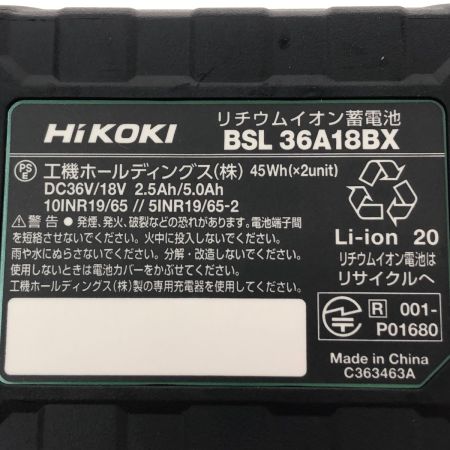 HiKOKI
リチウムイオン蓄電池
BSL 36A18BX
PSE 工機ホールディングス(株) 45Wh(×2unit)
DC36V/18V 2.5Ah/5.0Ah
10INR19/65 // 5INR19/65-2
⚠警告 ● 発煙、発火、破裂などの恐れがあります。電池端子間
を短絡させないでください。火中に投入しないでください。
雨や水にぬらさないでください。分解・改造しないでください。
使用しないときは電池カバーをかぶせてください。
工機ホールディングス(株)製の専用充電器を使用してください。
Li-ion 20
リチウムイオン電池は
リサイクルへ
R 001-
P01680
Made in China
C363463A